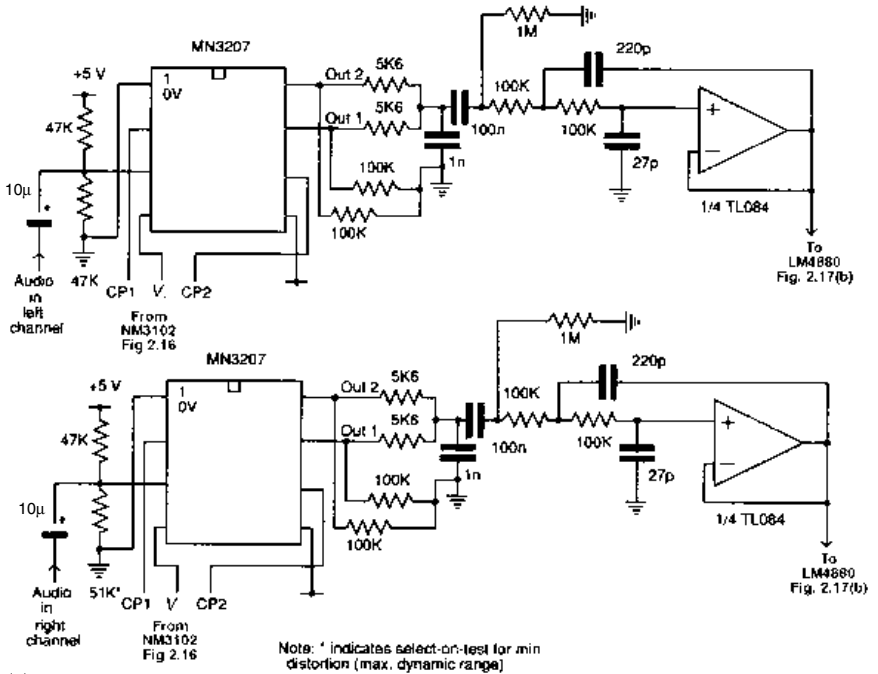 MN3207
1M
220p
+5 V
1
0V
Out 2
5K6
100K
47K
Out 1
5K6
100n
100K
+
−
1n
27p
10µ
+
100K
1/4 TL084
100K
To
LM4880
Fig. 2.17(b)
Audio
in
left
channel
47K
CP1
V
CP2
From
NM3102
Fig 2.16
MN3207
1M
220p
+5 V
1
0V
Out 2
5K6
100K
47K
Out 1
5K6
100n
100K
+
−
1n
27p
10µ
+
100K
1/4 TL084
100K
To
LM4880
Fig. 2.17(b)
Audio
in
right
channel
51K*
CP1
V
CP2
From
NM3102
Fig 2.16
Note: * indicates select-on-test for min
distortion (max. dynamic range)